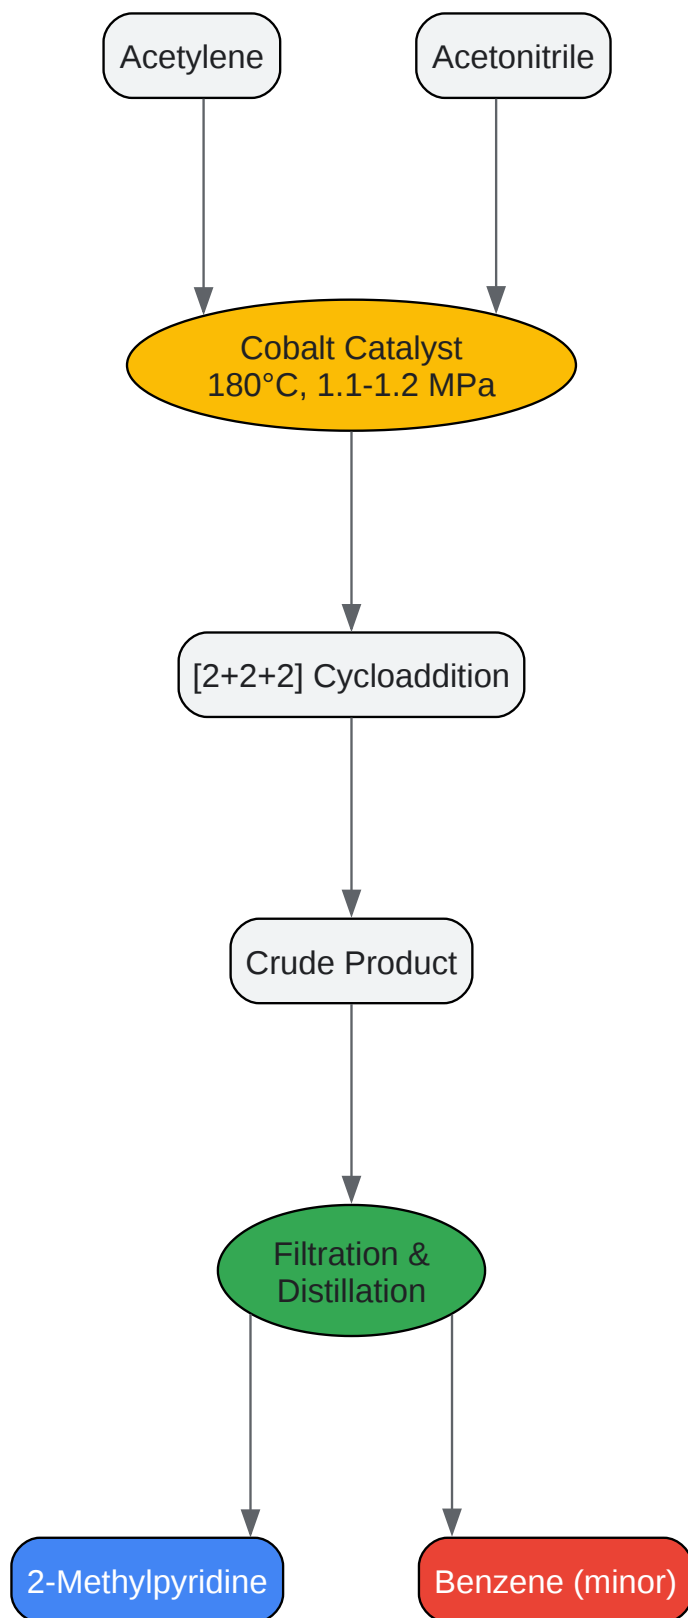 Acetylene
Acetonitrile
Cobalt Catalyst
180°C, 1.1-1.2 MPa
[2+2+2] Cycloaddition
Crude Product
Filtration &
Distillation
2-Methylpyridine
Benzene (minor)